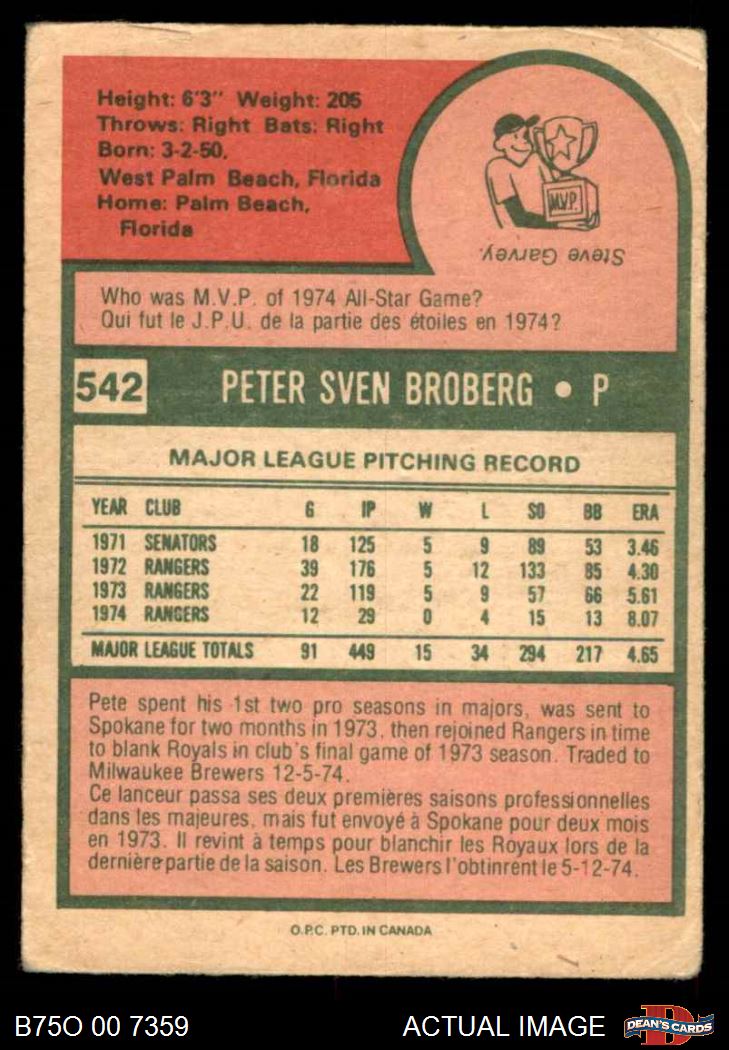 Height: 6'3" Weight: 205
Throws: Right Bats: Right
Born: 3-2-50,
West Palm Beach, Florida
Home: Palm Beach,
Florida
M.V.P.
Steve Garvey.
Who was M.V.P. of 1974 All-Star Game?
Qui fut le J.P.U. de la partie des étoiles en 1974?
542 PETER SVEN BROBERG • P
MAJOR LEAGUE PITCHING RECORD
YEAR CLUB G IP W L SO BB ERA
1971 SENATORS 18 125 5 9 89 53 3.46
1972 RANGERS 39 176 5 12 133 85 4.30
1973 RANGERS 22 119 5 9 57 66 5.61
1974 RANGERS 12 29 0 4 15 13 8.07
MAJOR LEAGUE TOTALS 91 449 15 34 294 217 4.65
Pete spent his 1st two pro seasons in majors, was sent to
Spokane for two months in 1973, then rejoined Rangers in time
to blank Royals in club's final game of 1973 season. Traded to
Milwaukee Brewers 12-5-74.
Ce lanceur passa ses deux premières saisons professionnelles
dans les majeures, mais fut envoyé à Spokane pour deux mois
en 1973. Il revint à temps pour blanchir les Royaux lors de la
dernière partie de la saison. Les Brewers l'obtinrent le 5-12-74.
O.P.C. PTD. IN CANADA
B75O 00 7359 ACTUAL IMAGE
D
DEAN'S CARDS